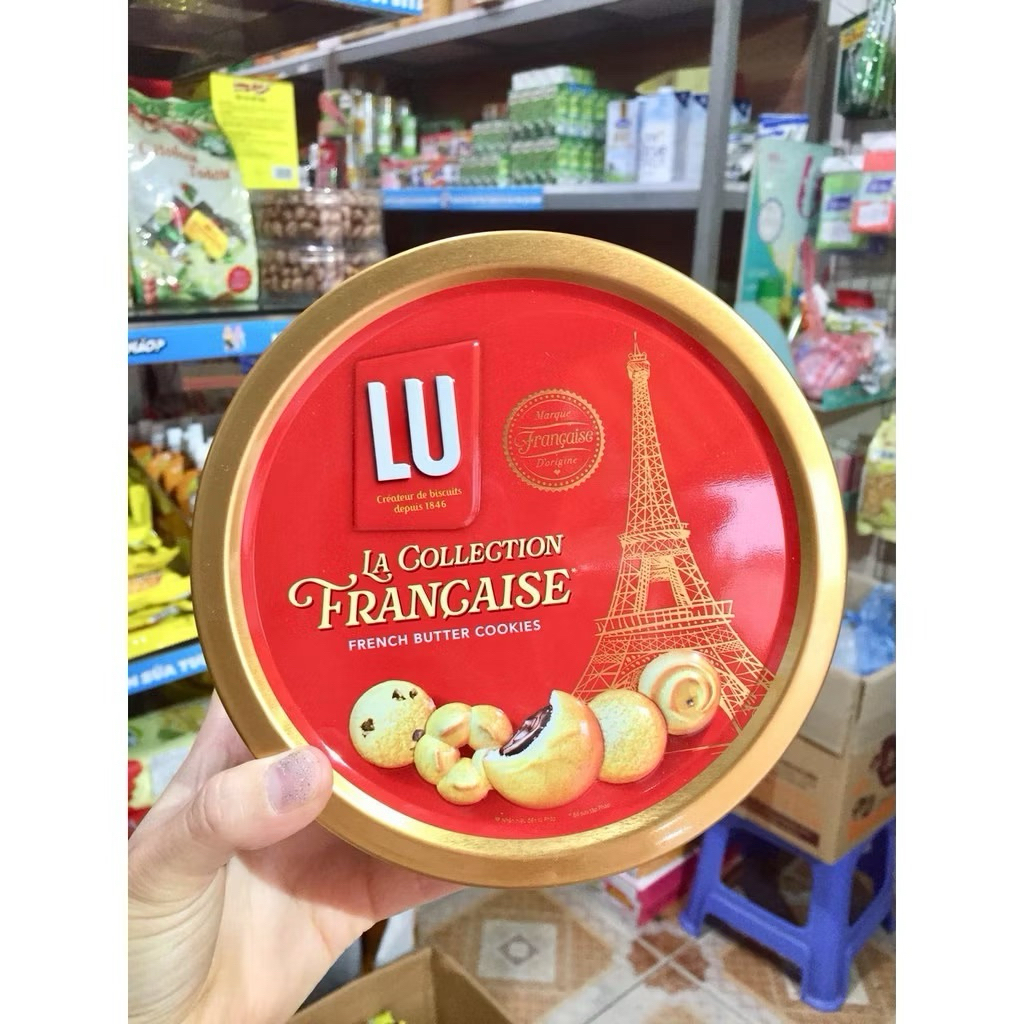 LU
Créateur de biscuits
depuis 1846
Marque
Française
D'origine
LA COLLECTION
FRANÇAISE
FRENCH BUTTER COOKIES